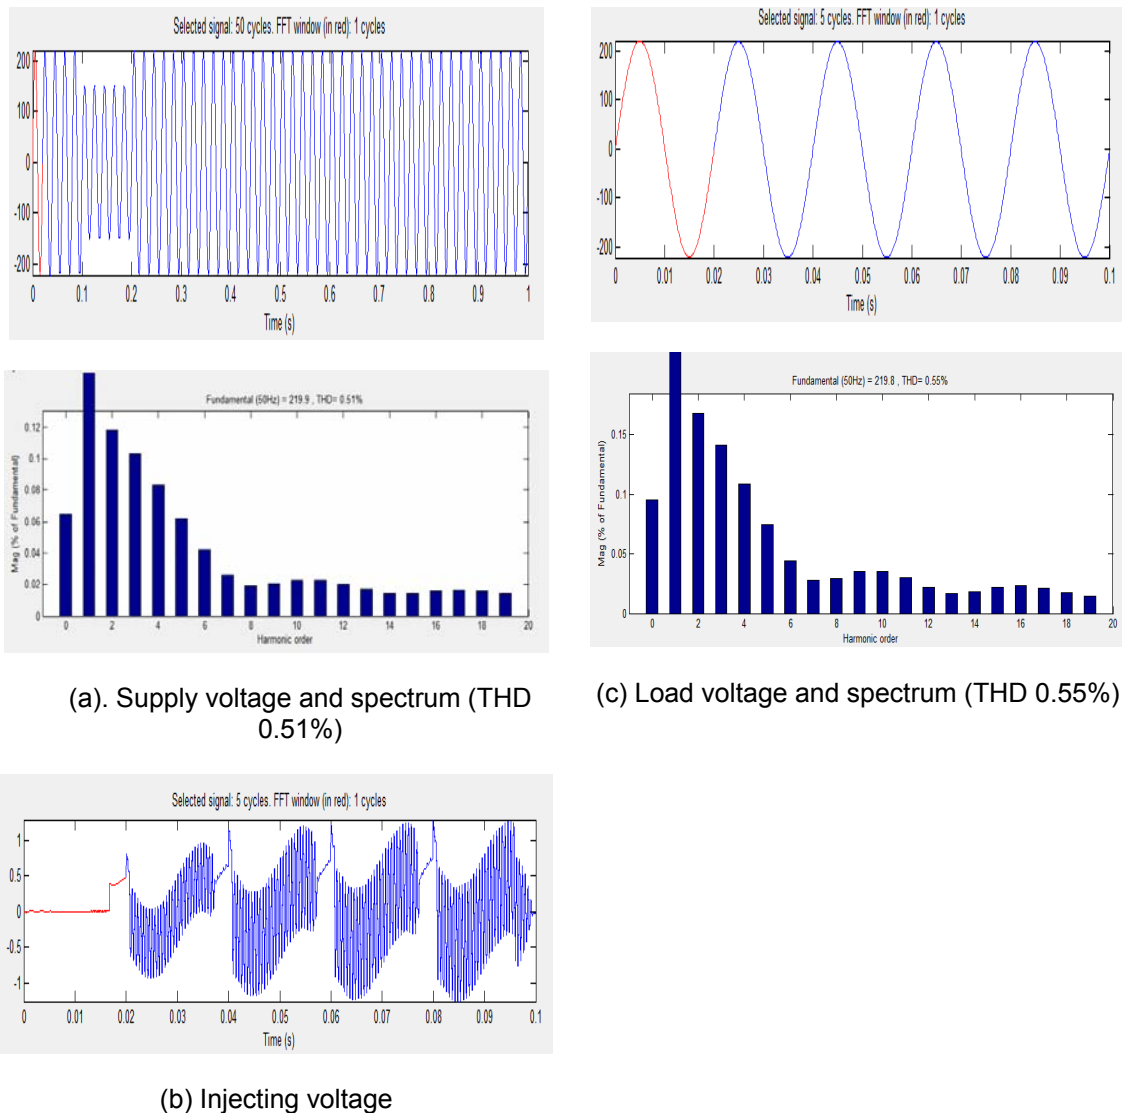 Selected signal: 50 cycles. FFT window (in red): 1 cycles
200
100
0
-100
-200
0 0.1 0.2 0.3 0.4 0.5 0.6 0.7 0.8 0.9 1
Time (s)
Fundamental (50Hz) = 219.9 , THD= 0.51%
Mag (% of Fundamental)
0.12
0.1
0.08
0.06
0.04
0.02
0
0 2 4 6 8 10 12 14 16 18 20
Harmonic order
(a). Supply voltage and spectrum (THD
0.51%)
Selected signal: 5 cycles. FFT window (in red): 1 cycles
1
0.5
0
-0.5
-1
0 0.01 0.02 0.03 0.04 0.05 0.06 0.07 0.08 0.09 0.1
Time (s)
(b) Injecting voltage
Selected signal: 5 cycles. FFT window (in red): 1 cycles
200
100
0
-100
-200
0 0.01 0.02 0.03 0.04 0.05 0.06 0.07 0.08 0.09 0.1
Time (s)
Fundamental (50Hz) = 219.8 , THD= 0.55%
Mag (% of Fundamental)
0.15
0.1
0.05
0
0 2 4 6 8 10 12 14 16 18 20
Harmonic order
(c) Load voltage and spectrum (THD 0.55%)